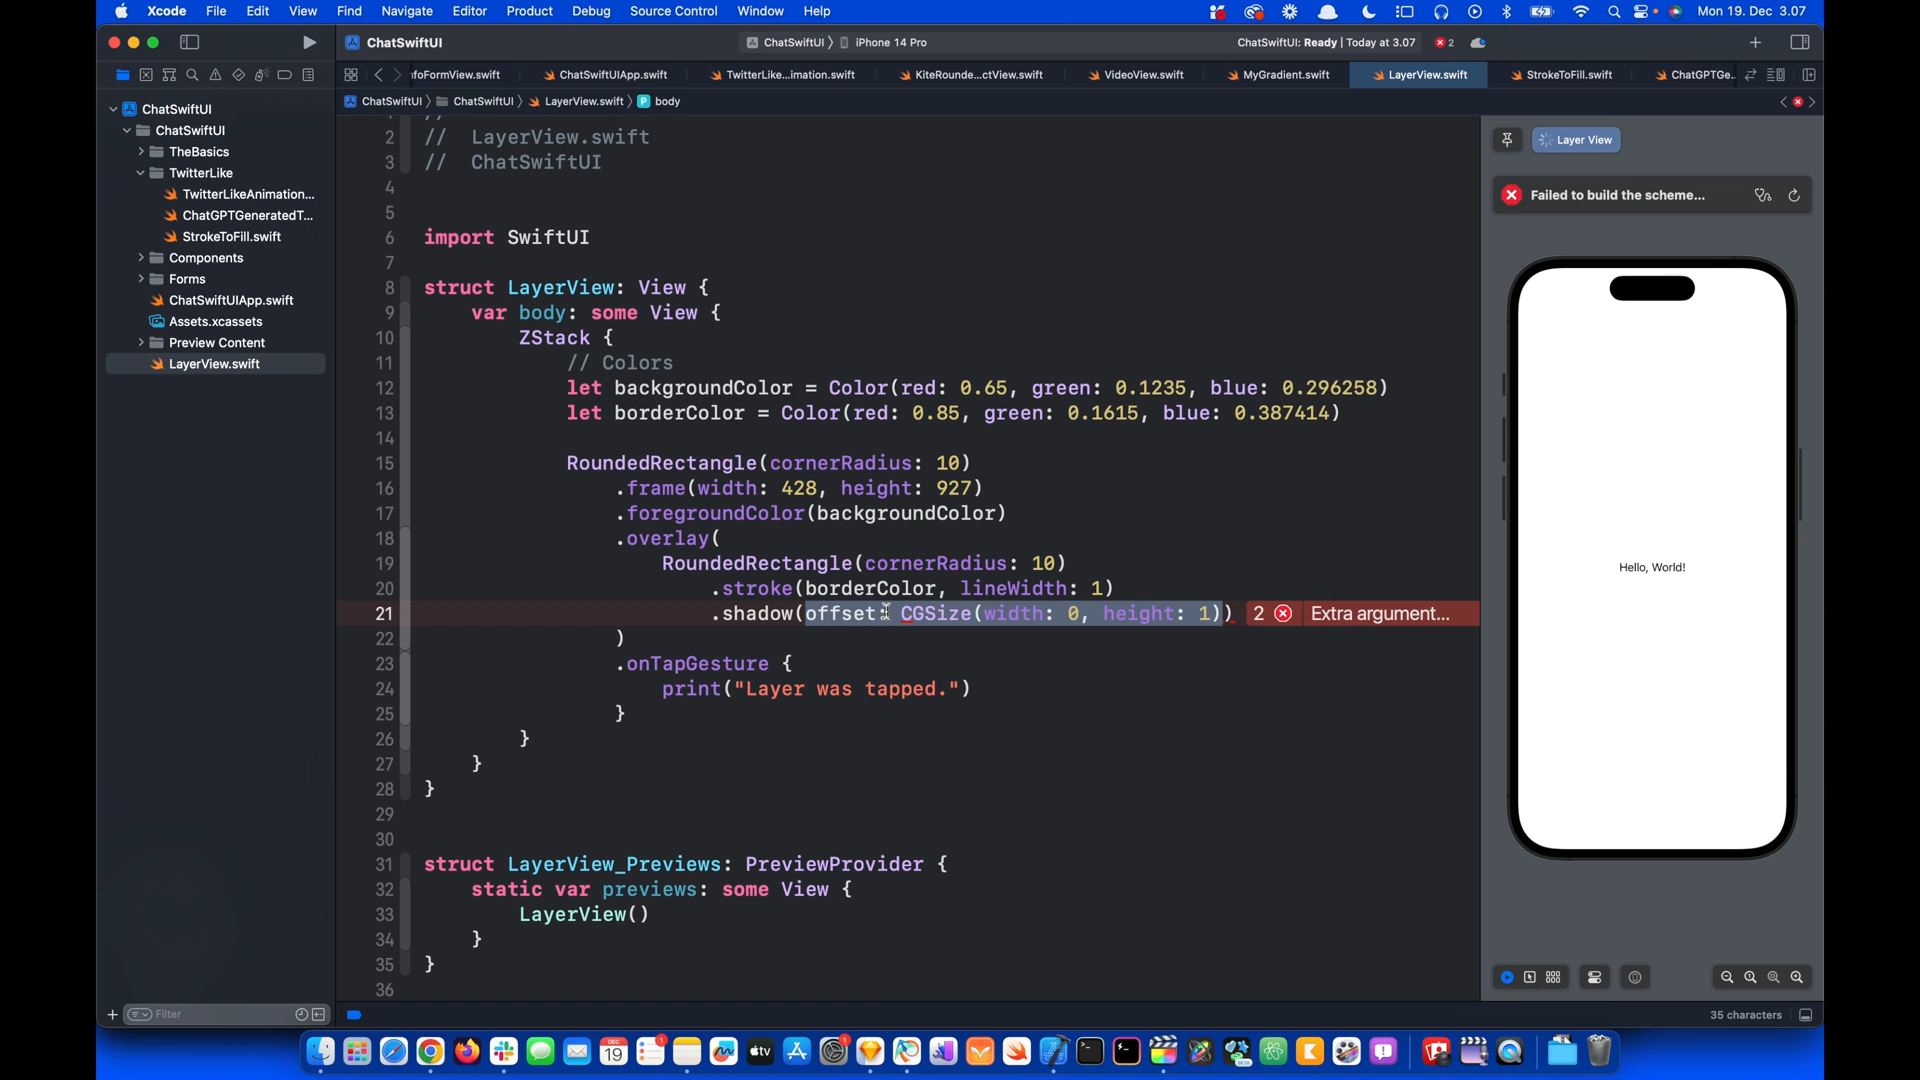 Xcode File Edit View Find Navigate Editor Product Debug Source Control Window Help Mon 19. Dec 3.07
ChatSwiftUI ChatSwiftUI 〉 iPhone 14 Pro ChatSwiftUI: Ready | Today at 3.07 2
nfoFormView.swift ChatSwiftUIApp.swift TwitterLike...imation.swift KiteRounde...ctView.swift VideoView.swift MyGradient.swift LayerView.swift StrokeToFill.swift ChatGPTGe...
ChatSwiftUI 〉 ChatSwiftUI 〉 LayerView.swift 〉 P body
ChatSwiftUI
ChatSwiftUI
TheBasics
TwitterLike
TwitterLikeAnimation...
ChatGPTGeneratedT...
StrokeToFill.swift
Components
Forms
ChatSwiftUIApp.swift
Assets.xcassets
Preview Content
LayerView.swift
Filter
2 // LayerView.swift
3 // ChatSwiftUI
4
5
6 import SwiftUI
7
8 struct LayerView: View {
9 var body: some View {
10 ZStack {
11 // Colors
12 let backgroundColor = Color(red: 0.65, green: 0.1235, blue: 0.296258)
13 let borderColor = Color(red: 0.85, green: 0.1615, blue: 0.387414)
14
15 RoundedRectangle(cornerRadius: 10)
16 .frame(width: 428, height: 927)
17 .foregroundColor(backgroundColor)
18 .overlay(
19 RoundedRectangle(cornerRadius: 10)
20 .stroke(borderColor, lineWidth: 1)
21 .shadow(offset: CGSize(width: 0, height: 1)) 2 Extra argument...
22 )
23 .onTapGesture {
24 print("Layer was tapped.")
25 }
26 }
27 }
28 }
29
30
31 struct LayerView_Previews: PreviewProvider {
32 static var previews: some View {
33 LayerView()
34 }
35 }
36
Layer View
Failed to build the scheme...
Hello, World!
35 characters
DEC
19
1
1
tv